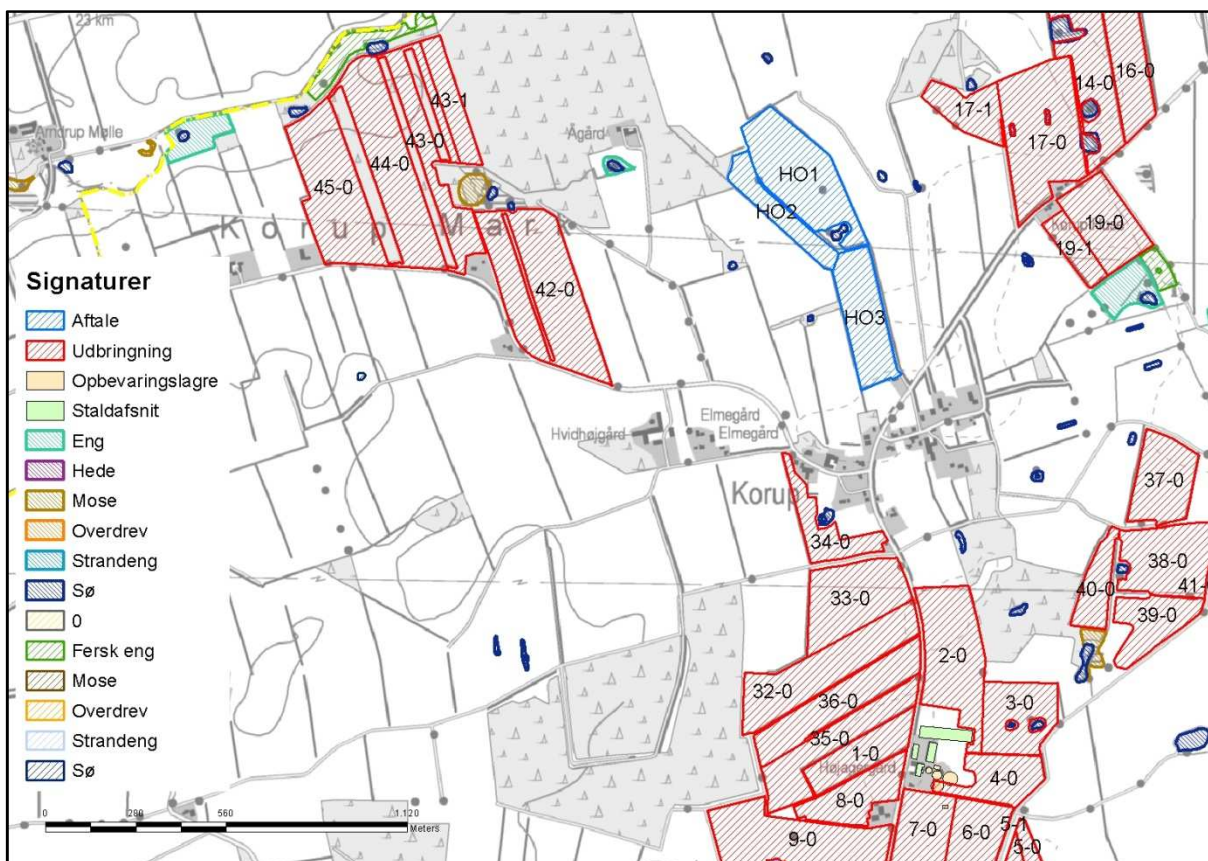 23 km
Arndrup Mølle
Ågård
Korup Mark
43-1
43-0
44-0
45-0
42-0
HO1
HO2
HO3
17-1
17-0
14-0
16-0
19-0
19-1
Signaturer
Aftale
Udbringning
Opbevaringslagre
Staldafsnit
Eng
Hede
Mose
Overdrev
Strandeng
Sø
0
Fersk eng
Mose
Overdrev
Strandeng
Sø
0 280 560 1.120
Meters
Hvidhøjgård
Elmegård
Elmegård
Korup
34-0
33-0
32-0
36-0
35-0
1-0
Højagergård
8-0
9-0
2-0
3-0
4-0
7-0
6-0
5-1
5-0
37-0
38-0
40-0
41-0
39-0